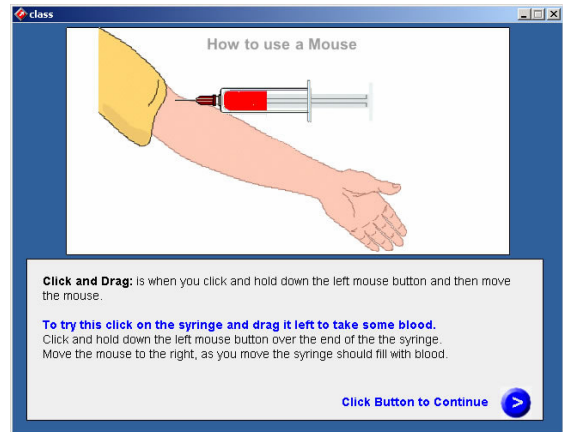 class
How to use a Mouse
Click and Drag: is when you click and hold down the left mouse button and then move
the mouse.
To try this click on the syringe and drag it left to take some blood.
Click and hold down the left mouse button over the end of the the syringe.
Move the mouse to the right, as you move the syringe should fill with blood.
Click Button to Continue >